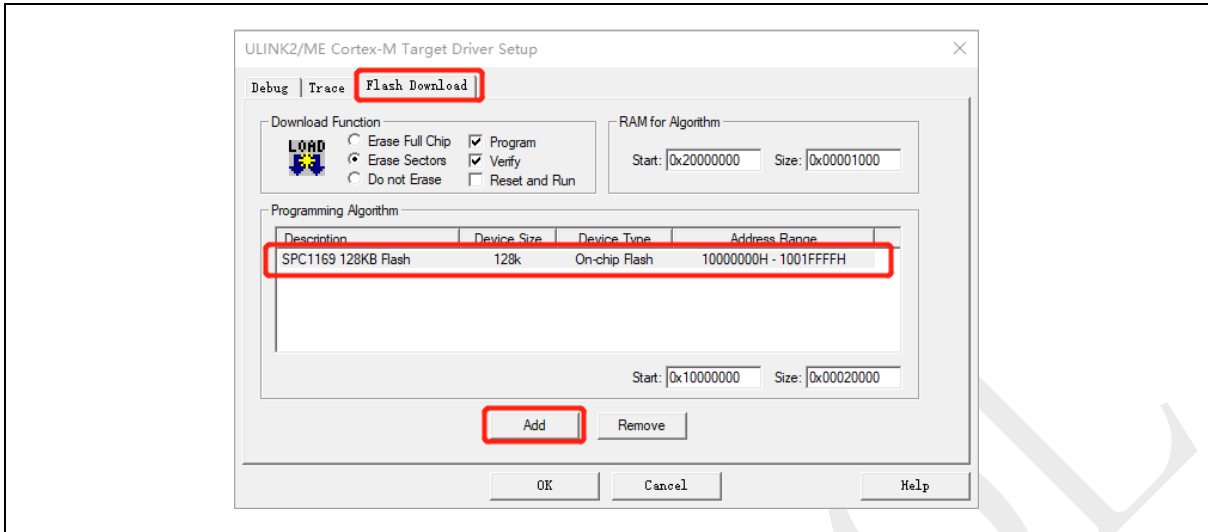 ULINK2/ME Cortex-M Target Driver Setup
Debug Trace Flash Download
Download Function
LOAD
Erase Full Chip Program
Erase Sectors Verify
Do not Erase Reset and Run
RAM for Algorithm
Start: 0x20000000 Size: 0x00001000
Programming Algorithm
Description Device Size Device Type Address Range
SPC1169 128KB Flash 128k On-chip Flash 10000000H - 1001FFFFH
Start: 0x10000000 Size: 0x00020000
Add Remove
OK Cancel Help